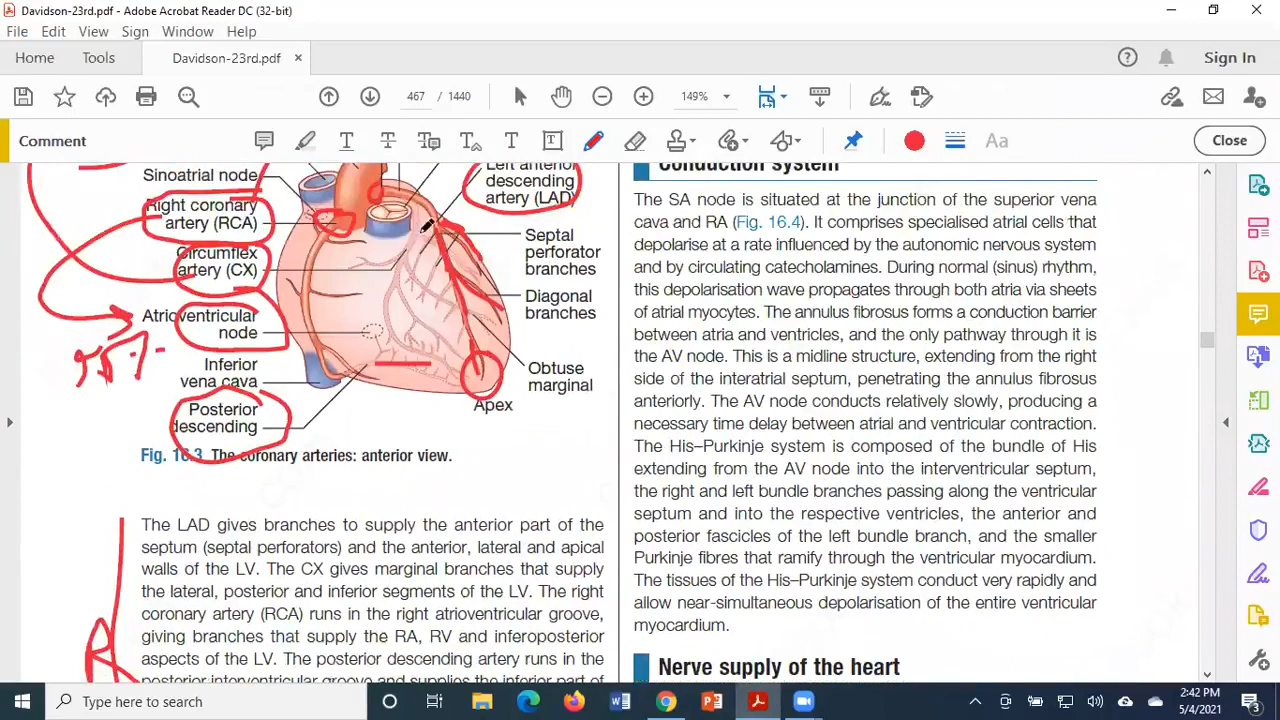 Davidson-23rd.pdf - Adobe Acrobat Reader DC (32-bit)
File Edit View Sign Window Help
Home Tools Davidson-23rd.pdf × Sign In
467 / 1440 149%
Comment Aa Close
Sinoatrial node
Right coronary
artery (RCA)
Circumflex
artery (CX)
Atrioventricular
node
Inferior
vena cava
Posterior
descending
Left anterior
descending
artery (LAD)
Septal
perforator
branches
Diagonal
branches
Obtuse
marginal
Apex
Fig. 16.3 The coronary arteries: anterior view.
The LAD gives branches to supply the anterior part of the
septum (septal perforators) and the anterior, lateral and apical
walls of the LV. The CX gives marginal branches that supply
the lateral, posterior and inferior segments of the LV. The right
coronary artery (RCA) runs in the right atrioventricular groove,
giving branches that supply the RA, RV and inferoposterior
aspects of the LV. The posterior descending artery runs in the
posterior interventricular groove and supplies the inferior part of
Conduction system
The SA node is situated at the junction of the superior vena
cava and RA (Fig. 16.4). It comprises specialised atrial cells that
depolarise at a rate influenced by the autonomic nervous system
and by circulating catecholamines. During normal (sinus) rhythm,
this depolarisation wave propagates through both atria via sheets
of atrial myocytes. The annulus fibrosus forms a conduction barrier
between atria and ventricles, and the only pathway through it is
the AV node. This is a midline structure, extending from the right
side of the interatrial septum, penetrating the annulus fibrosus
anteriorly. The AV node conducts relatively slowly, producing a
necessary time delay between atrial and ventricular contraction.
The His–Purkinje system is composed of the bundle of His
extending from the AV node into the interventricular septum,
the right and left bundle branches passing along the ventricular
septum and into the respective ventricles, the anterior and
posterior fascicles of the left bundle branch, and the smaller
Purkinje fibres that ramify through the ventricular myocardium.
The tissues of the His–Purkinje system conduct very rapidly and
allow near-simultaneous depolarisation of the entire ventricular
myocardium.
Nerve supply of the heart
Type here to search
2:42 PM
5/4/2021
3